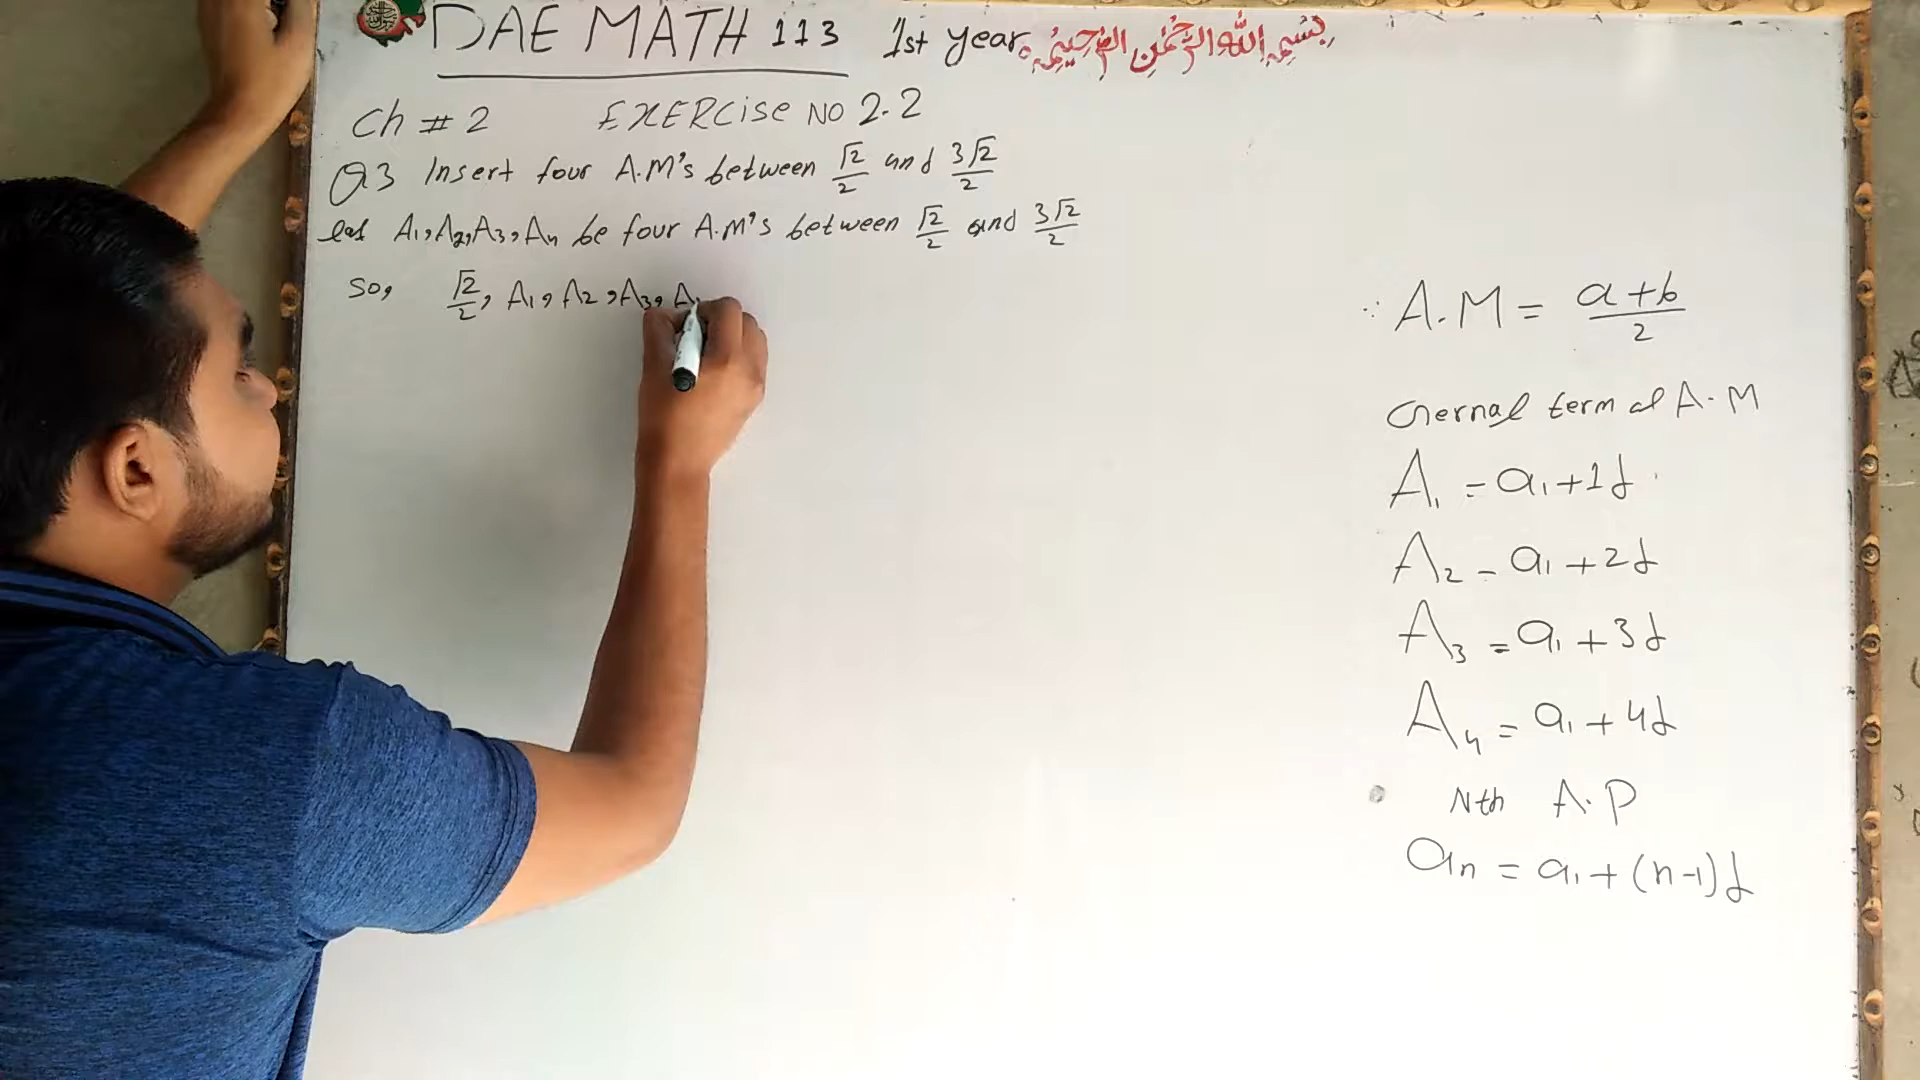 DAE MATH 113 1st year بسم الله الرحمن الرحيم
Ch # 2 EXERCise NO 2.2
Q3 Insert four A.M's between √2/2 and 3√2/2
let A₁,A₂,A₃,A₄ be four A.M's between √2/2 and 3√2/2
So, √2/2, A₁, A₂, A₃, A
∵ A.M = a+b/2
Gernal term of A.M
A₁ = a₁+1d
A₂ = a₁+2d
A₃ = a₁+3d
A₄ = a₁+4d
Nth A.P
an = a₁+(n-1)d